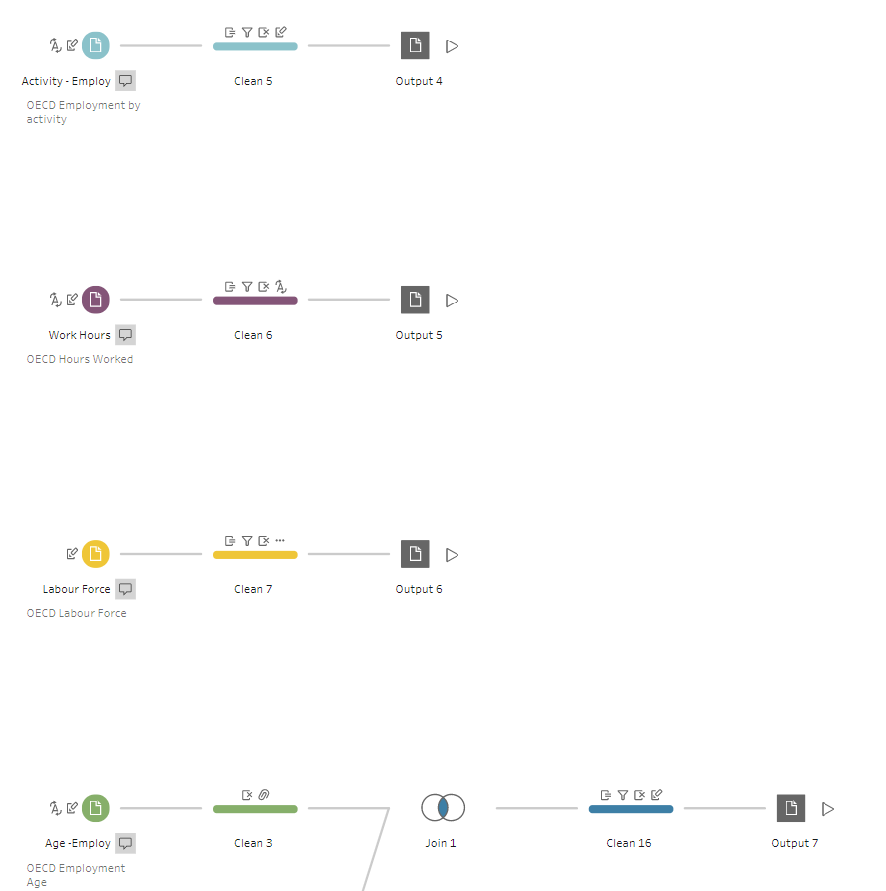 Activity - Employ
Clean 5
Output 4
OECD Employment by
activity
Work Hours
Clean 6
Output 5
OECD Hours Worked
Labour Force
Clean 7
Output 6
OECD Labour Force
Age -Employ
Clean 3
Join 1
Clean 16
Output 7
OECD Employment
Age